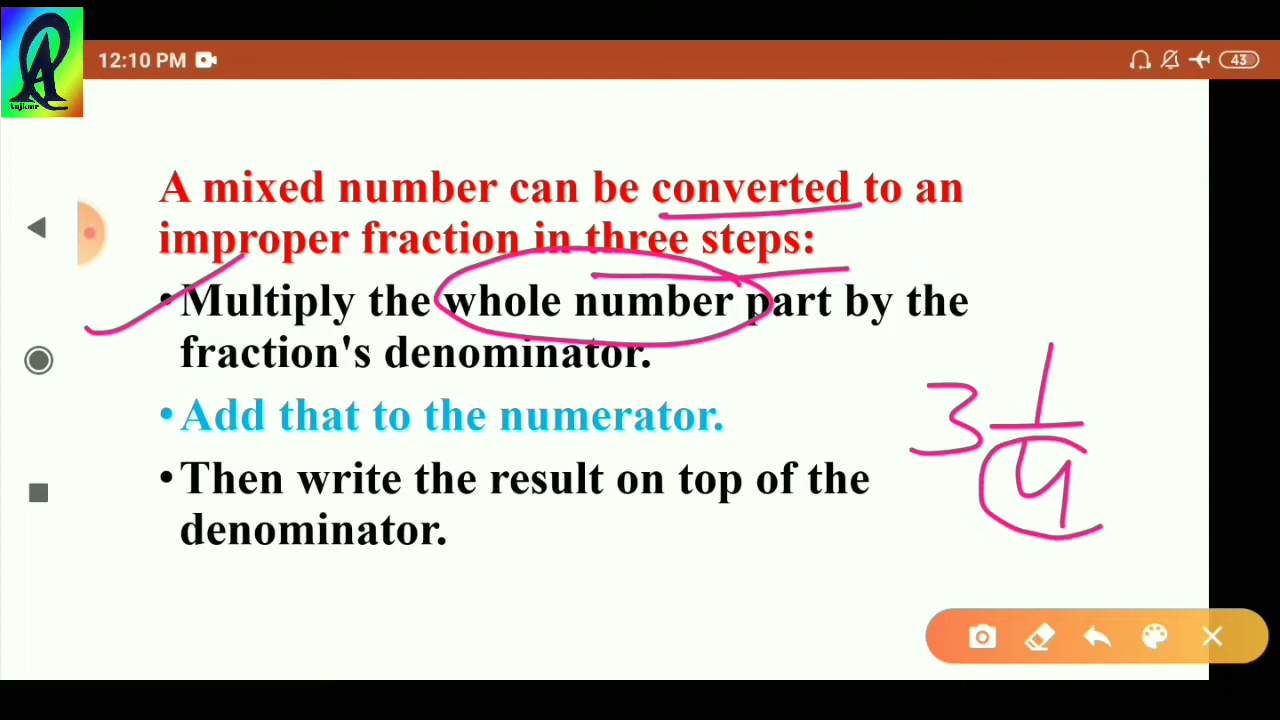 Anjkmr
12:10 PM
43
A mixed number can be converted to an
improper fraction in three steps:
• Multiply the whole number part by the
fraction's denominator.
• Add that to the numerator.
• Then write the result on top of the
denominator.
3 1/4